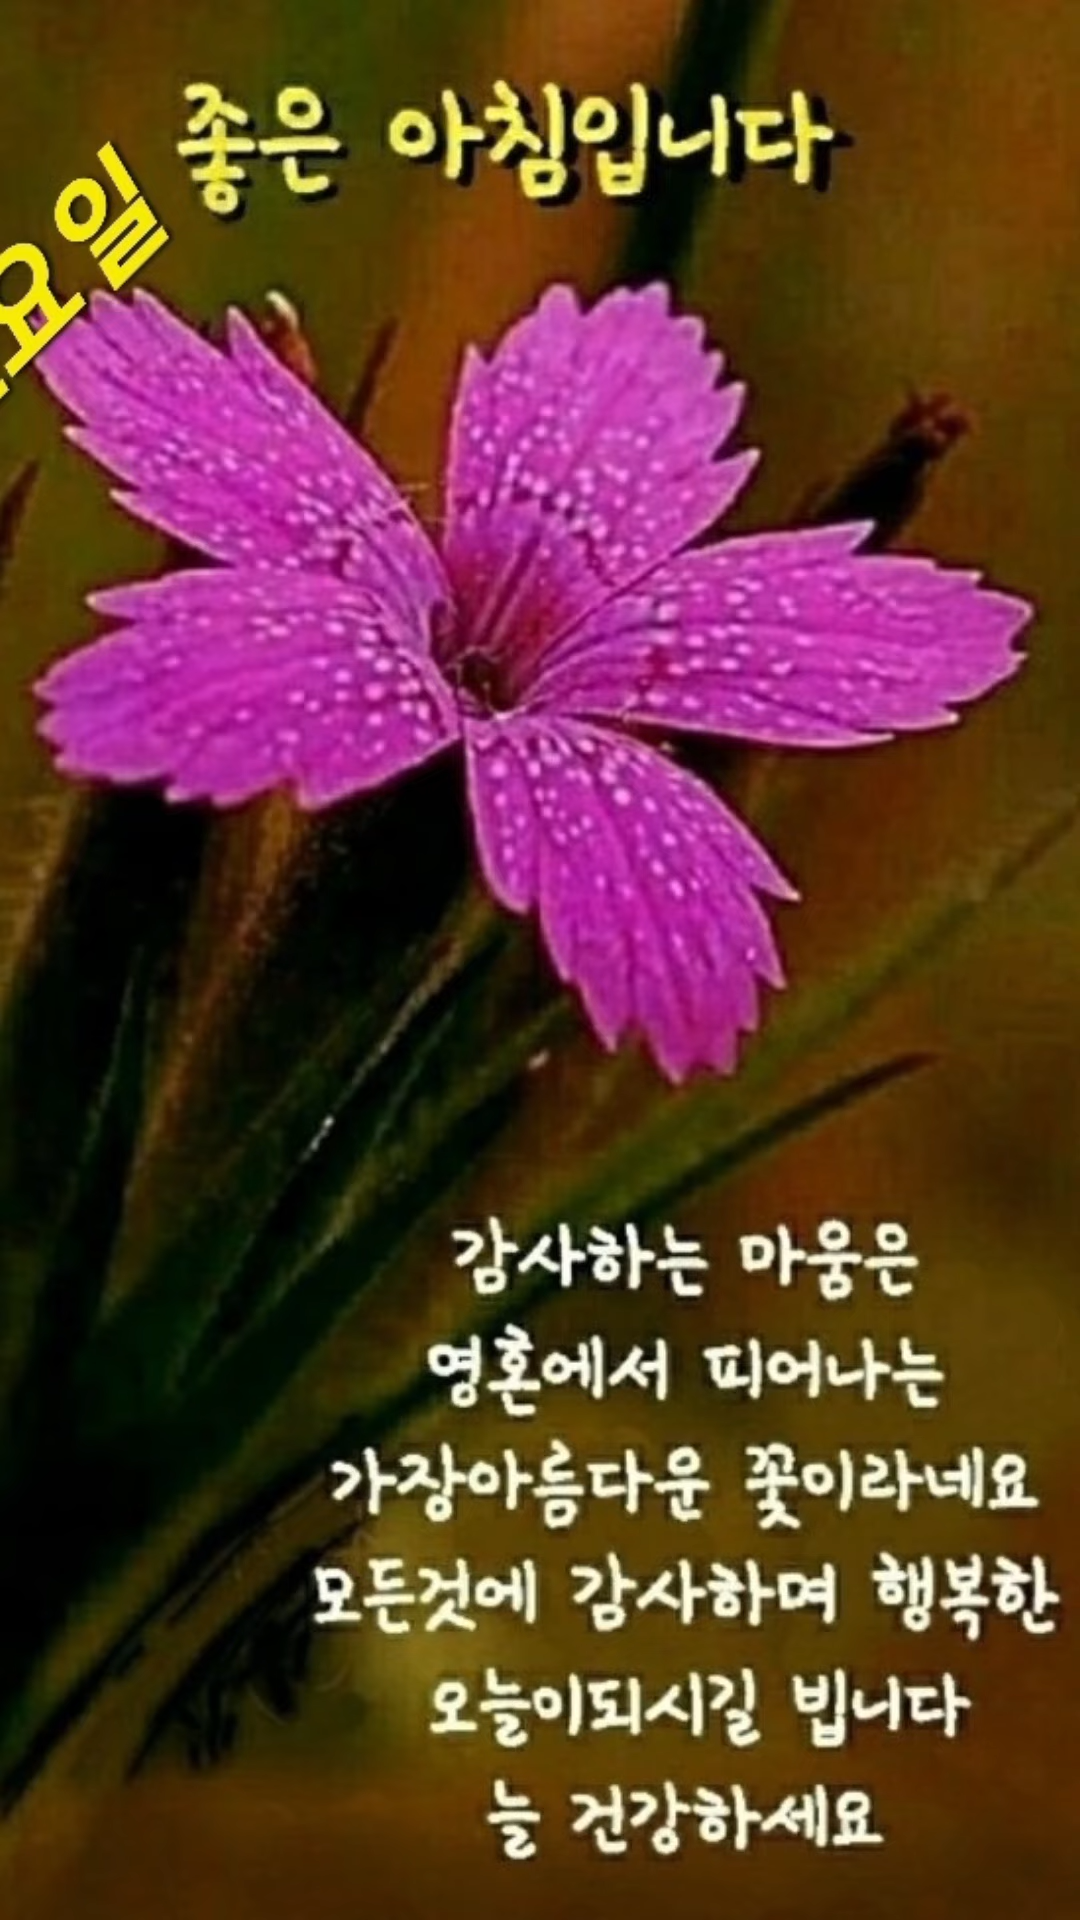 좋은 아침입니다
요일
감사하는 마움은
영혼에서 피어나는
가장아름다운 꽃이라네요
모든것에 감사하며 행복한
오늘이되시길 빕니다
늘 건강하세요